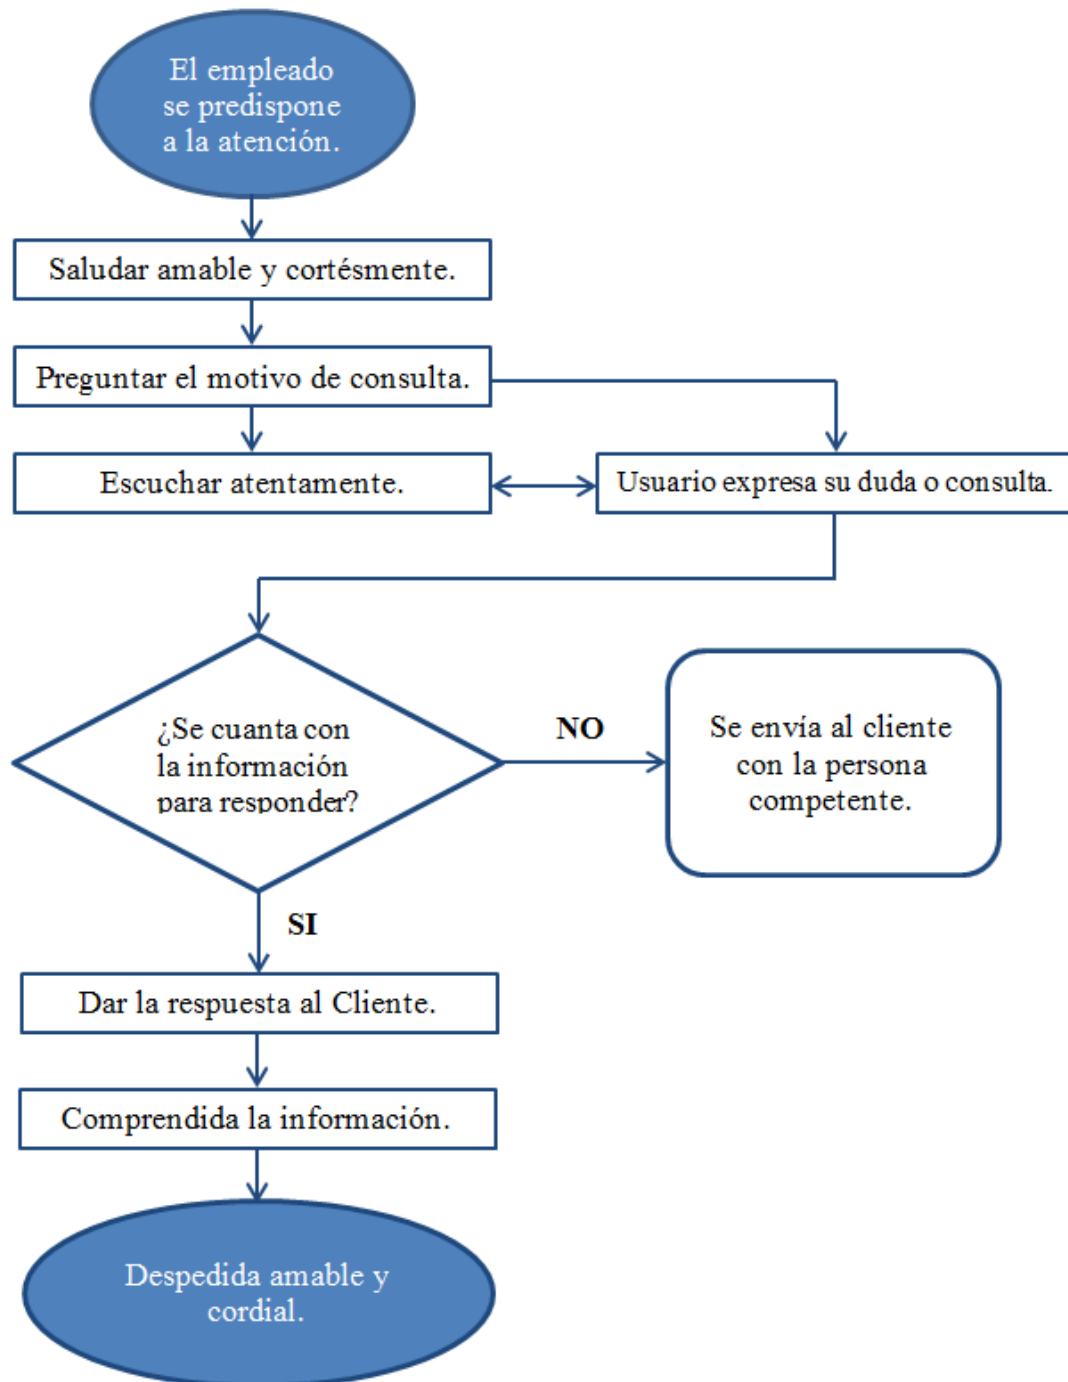 El empleado
se predispone
a la atención.
Saludar amable y cortésmente.
Preguntar el motivo de consulta.
Escuchar atentamente.
Usuario expresa su duda o consulta.
¿Se cuanta con
la información
para responder?
NO
Se envía al cliente
con la persona
competente.
SI
Dar la respuesta al Cliente.
Comprendida la información.
Despedida amable y
cordial.